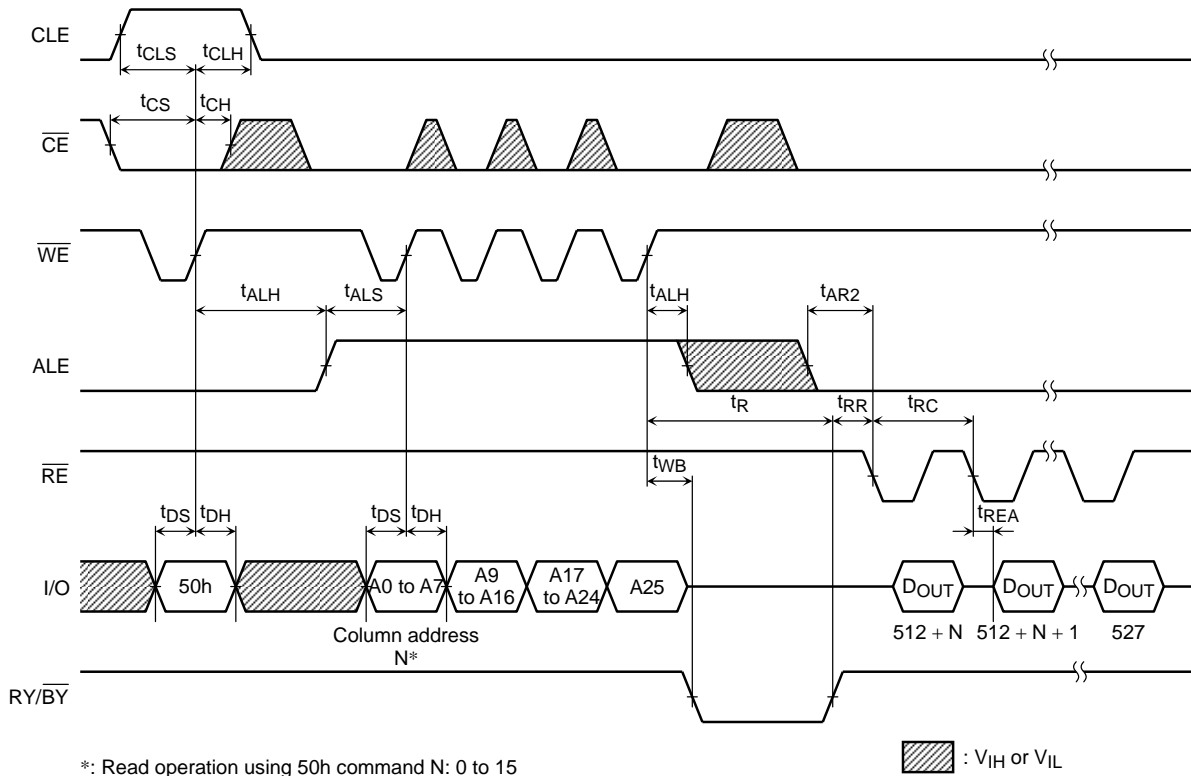 CLE
tCLS tCLH
tCS tCH
CE
WE
tALH tALS tALH tAR2
ALE
tR tRR tRC
RE
tWB
tDS tDH tDS tDH tREA
I/O
50h
A0 to A7
A9
to A16
A17
to A24
A25
DOUT DOUT DOUT
Column address
N*
512 + N 512 + N + 1 527
RY/BY
*: Read operation using 50h command N: 0 to 15
: VIH or VIL